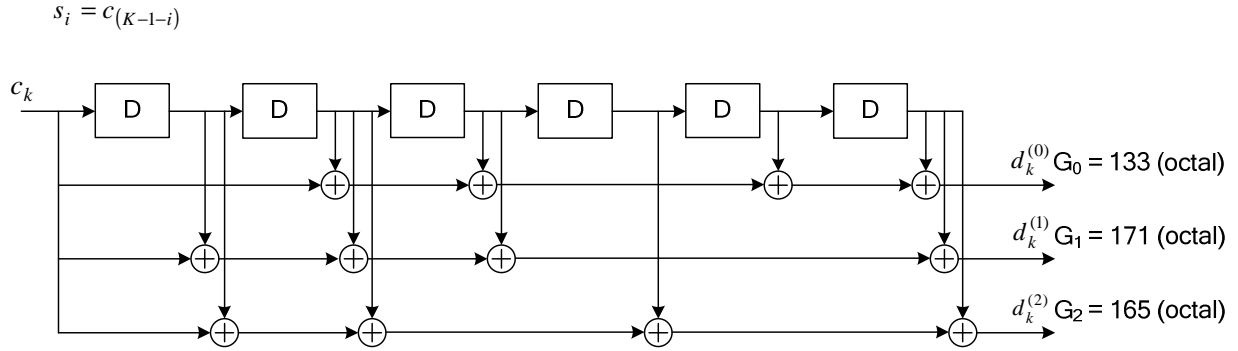 s_i = c_(K−1−i)
c_k
D D D D D D
d_k^(0) G_0 = 133 (octal)
d_k^(1) G_1 = 171 (octal)
d_k^(2) G_2 = 165 (octal)